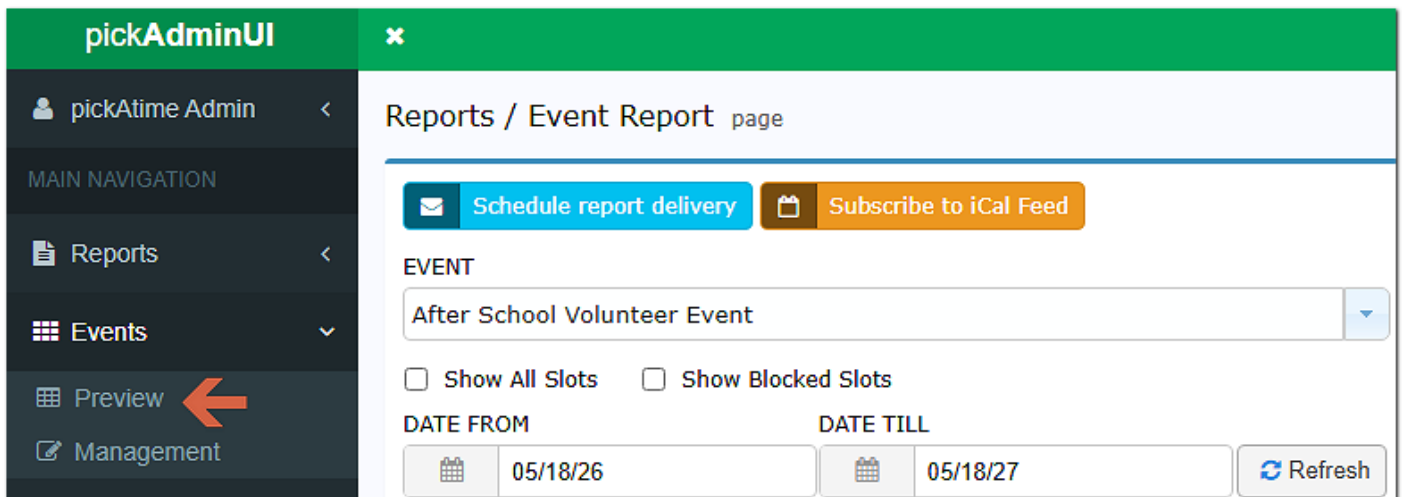 pickAdminUI
pickAtime Admin
MAIN NAVIGATION
Reports
Events
Preview
Management
Reports / Event Report page
Schedule report delivery
Subscribe to iCal Feed
EVENT
After School Volunteer Event
Show All Slots
Show Blocked Slots
DATE FROM
DATE TILL
05/18/26
05/18/27
Refresh